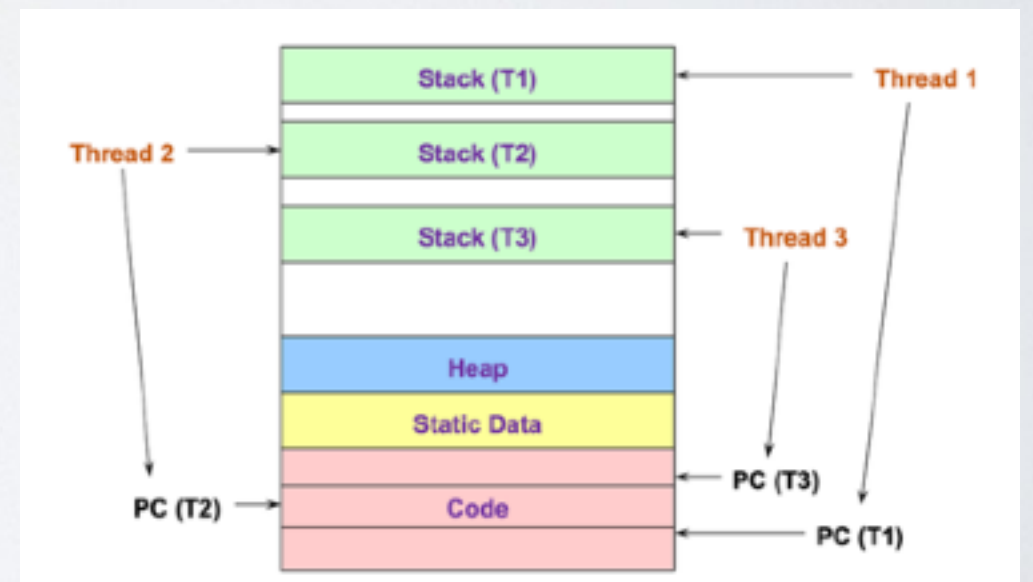 Stack (T1)
Thread 1
Thread 2
Stack (T2)
Stack (T3)
Thread 3
Heap
Static Data
PC (T3)
PC (T2)
Code
PC (T1)